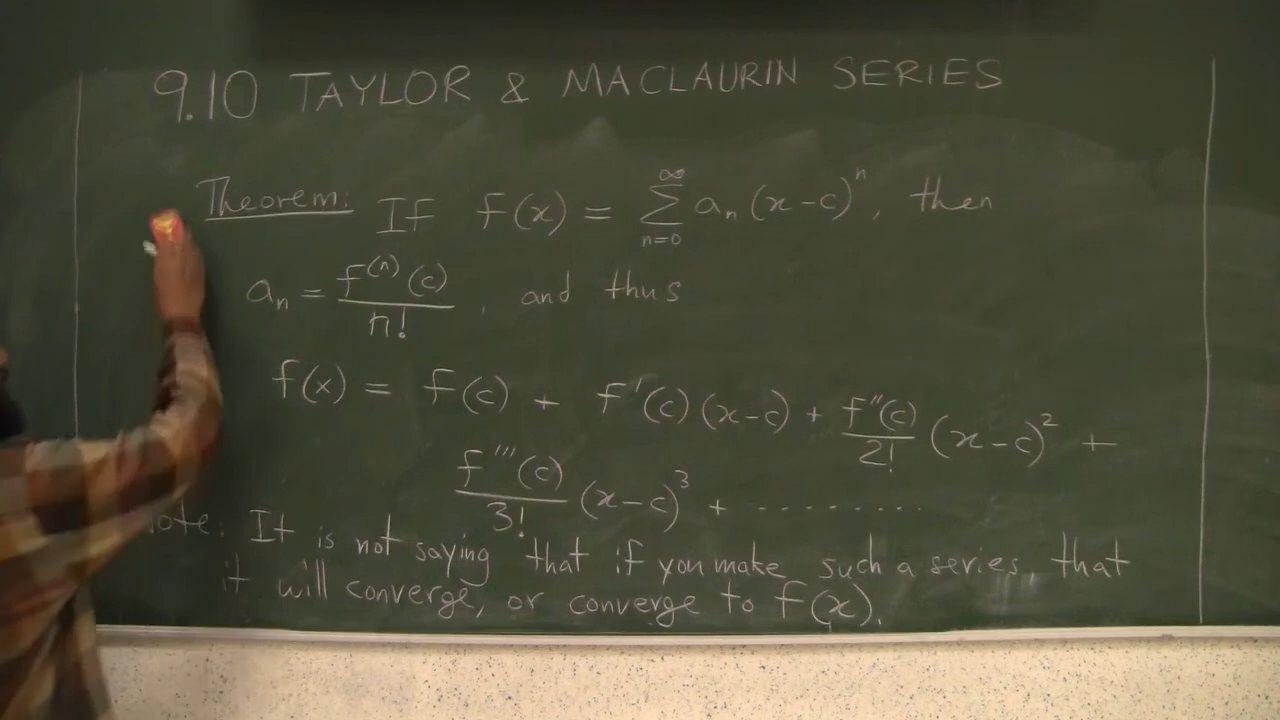 9.10 TAYLOR & MACLAURIN SERIES
Theorem: If f(x) = ∑_{n=0}^{∞} a_n (x-c)^n, then
a_n = f^{(n)}(c) / n! , and thus
f(x) = f(c) + f'(c)(x-c) + f''(c)/2! (x-c)^2 +
f'''(c)/3! (x-c)^3 + .........
It is not saying that if you make such a series, that
it will converge, or converge to f(x).